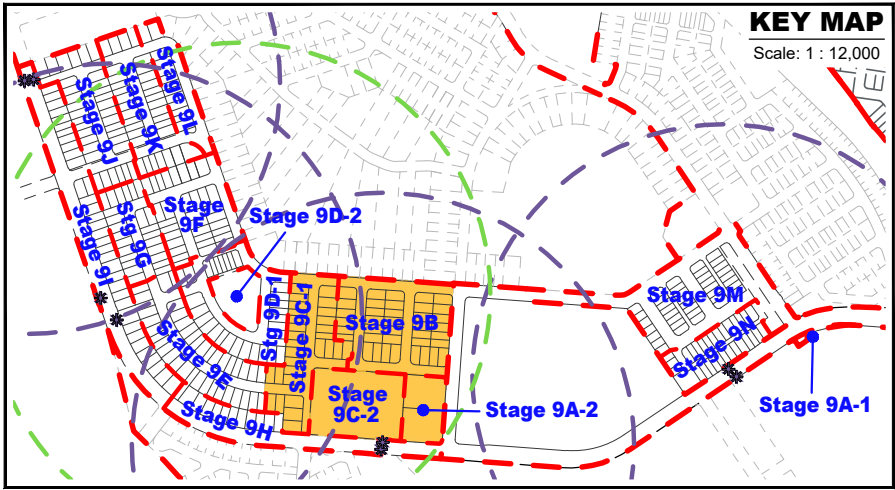 KEY MAP
Scale: 1 : 12,000
Stage 9J
Stage 9K
Stage 9L
Stage 9I
Stg 9G
Stage
9F
Stage 9D-2
Stg 9D-1
Stage 9C-1
Stage 9B
Stage 9M
Stage 9N
Stage 9E
Stage
9C-2
Stage 9A-2
Stage 9A-1
Stage 9H